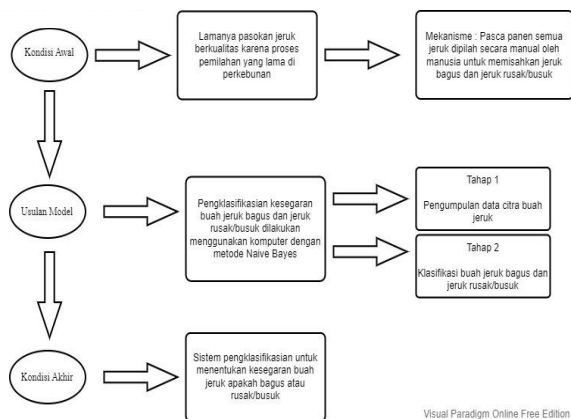 Kondisi Awal
Lamanya pasokan jeruk
berkualitas karena proses
pemilahan yang lama di
perkebunan
Mekanisme : Pasca panen semua
jeruk dipilah secara manual oleh
manusia untuk memisahkan jeruk
bagus dan jeruk rusak/busuk
Usulan Model
Pengklasifikasian kesegaran
buah jeruk bagus dan jeruk
rusak/busuk dilakukan
menggunakan komputer dengan
metode Naive Bayes
Tahap 1
Pengumpulan data citra buah
jeruk
Tahap 2
Klasifikasi buah jeruk bagus dan
jeruk rusak/busuk
Kondisi Akhir
Sistem pengklasifikasian untuk
menentukan kesegaran buah
jeruk apakah bagus atau
rusak/busuk
Visual Paradigm Online Free Edition